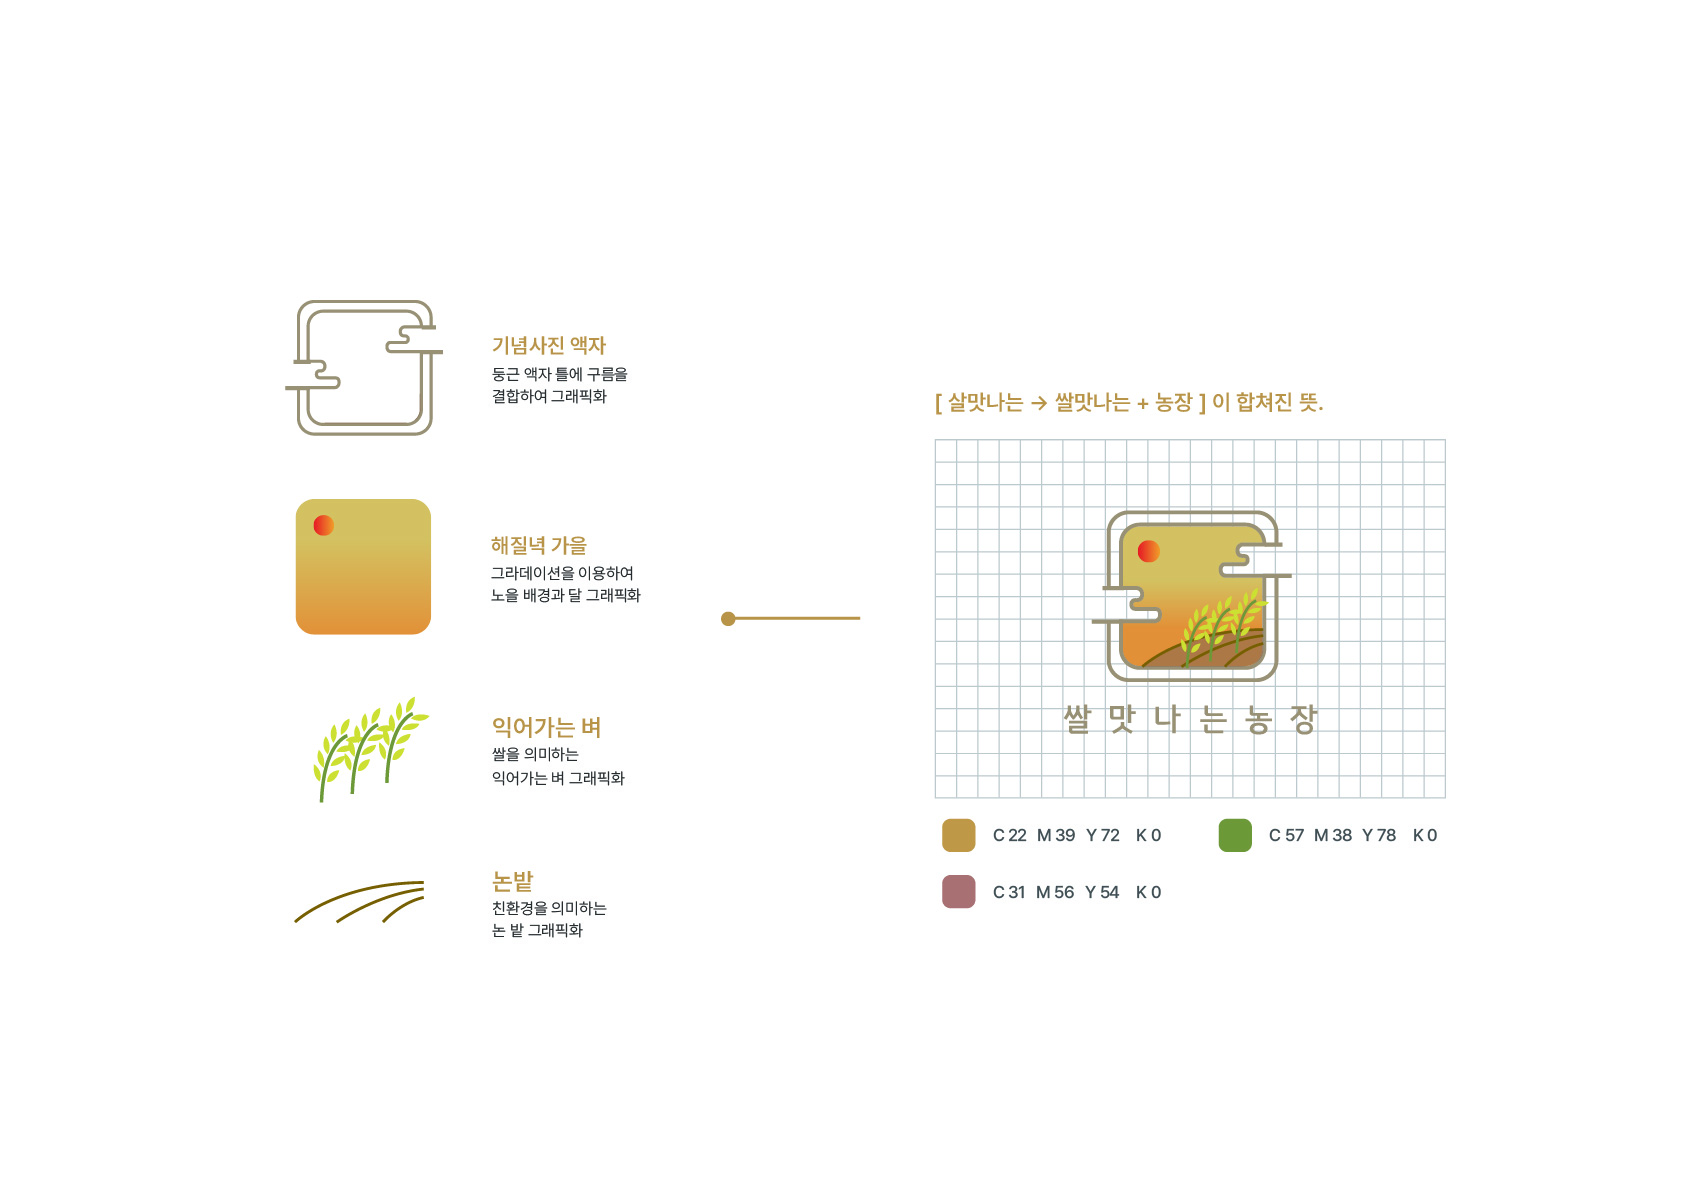 기념사진 액자
둥근 액자 틀에 구름을
결합하여 그래픽화
해질녘 가을
그라데이션을 이용하여
노을 배경과 달 그래픽화
익어가는 벼
쌀을 의미하는
익어가는 벼 그래픽화
논밭
친환경을 의미하는
논 밭 그래픽화
[ 살맛나는 → 쌀맛나는 + 농장 ] 이 합쳐진 뜻.
쌀맛나는농장
C 22 M 39 Y 72 K 0
C 57 M 38 Y 78 K 0
C 31 M 56 Y 54 K 0